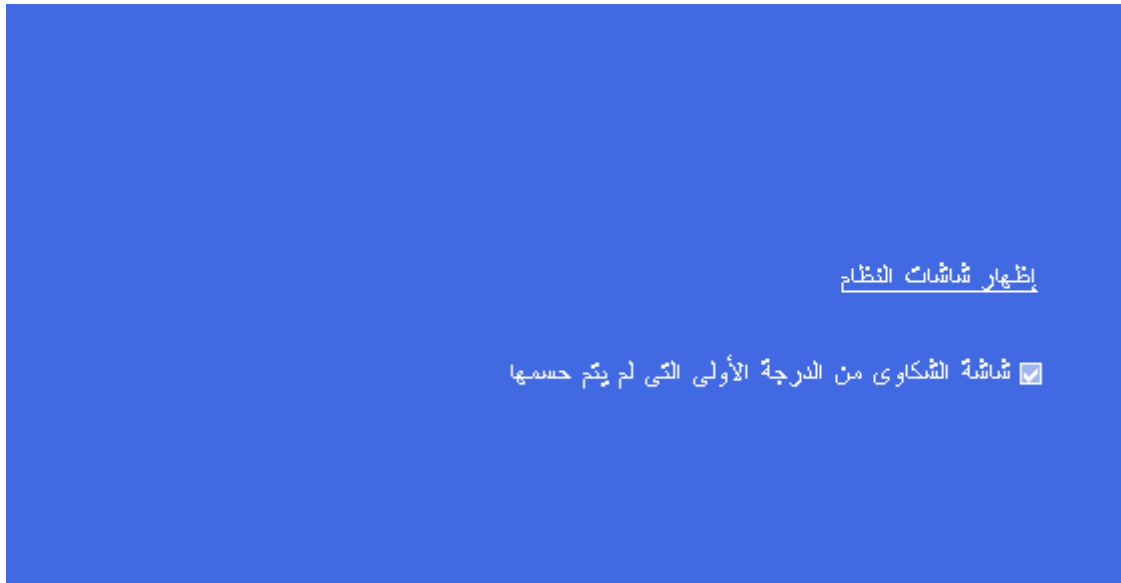 إظهار شاشات النظام
شاشة الشكاوى من الدرجة الأولى التى لم يتم حسمها